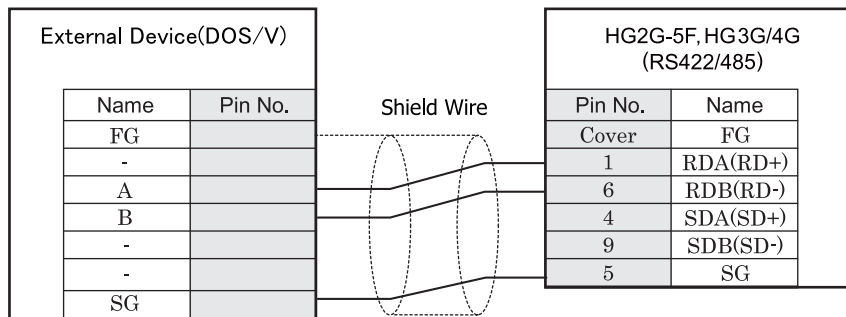 External Device(DOS/V)
Name Pin No.
FG
-
A
B
-
-
SG
Shield Wire
HG2G-5F, HG3G/4G
(RS422/485)
Pin No. Name
Cover FG
1 RDA(RD+)
6 RDB(RD-)
4 SDA(SD+)
9 SDB(SD-)
5 SG